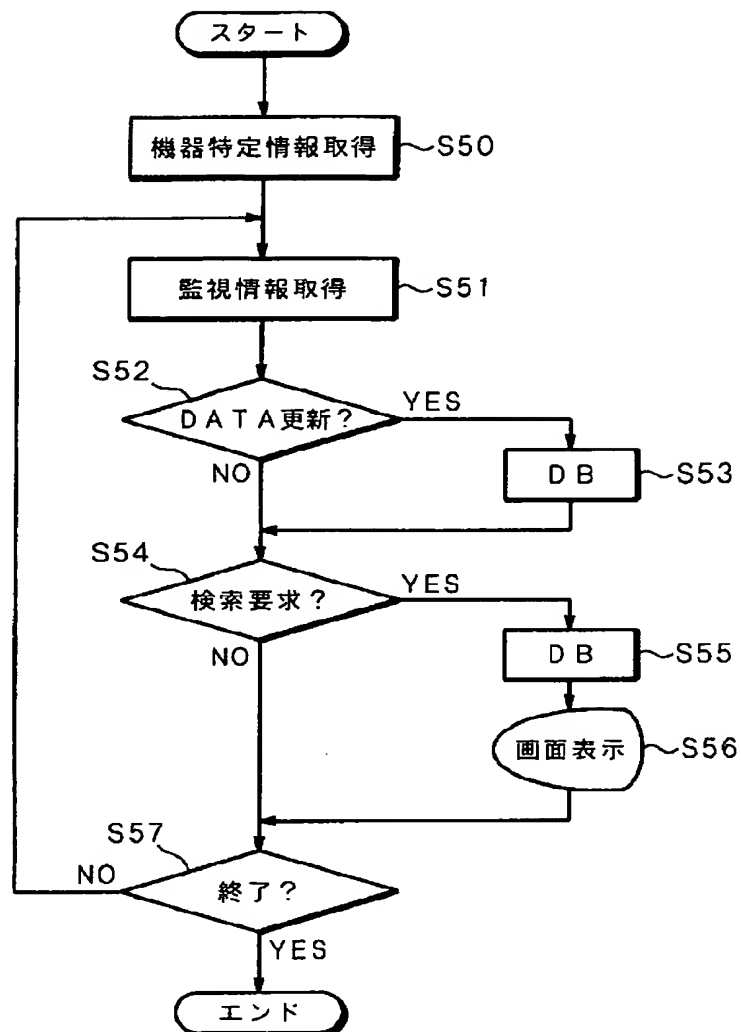 スタート
機器特定情報取得
S50
監視情報取得
S51
S52
DATA更新?
YES
NO
DB
S53
S54
検索要求?
YES
NO
DB
S55
画面表示
S56
S57
NO
終了?
YES
エンド